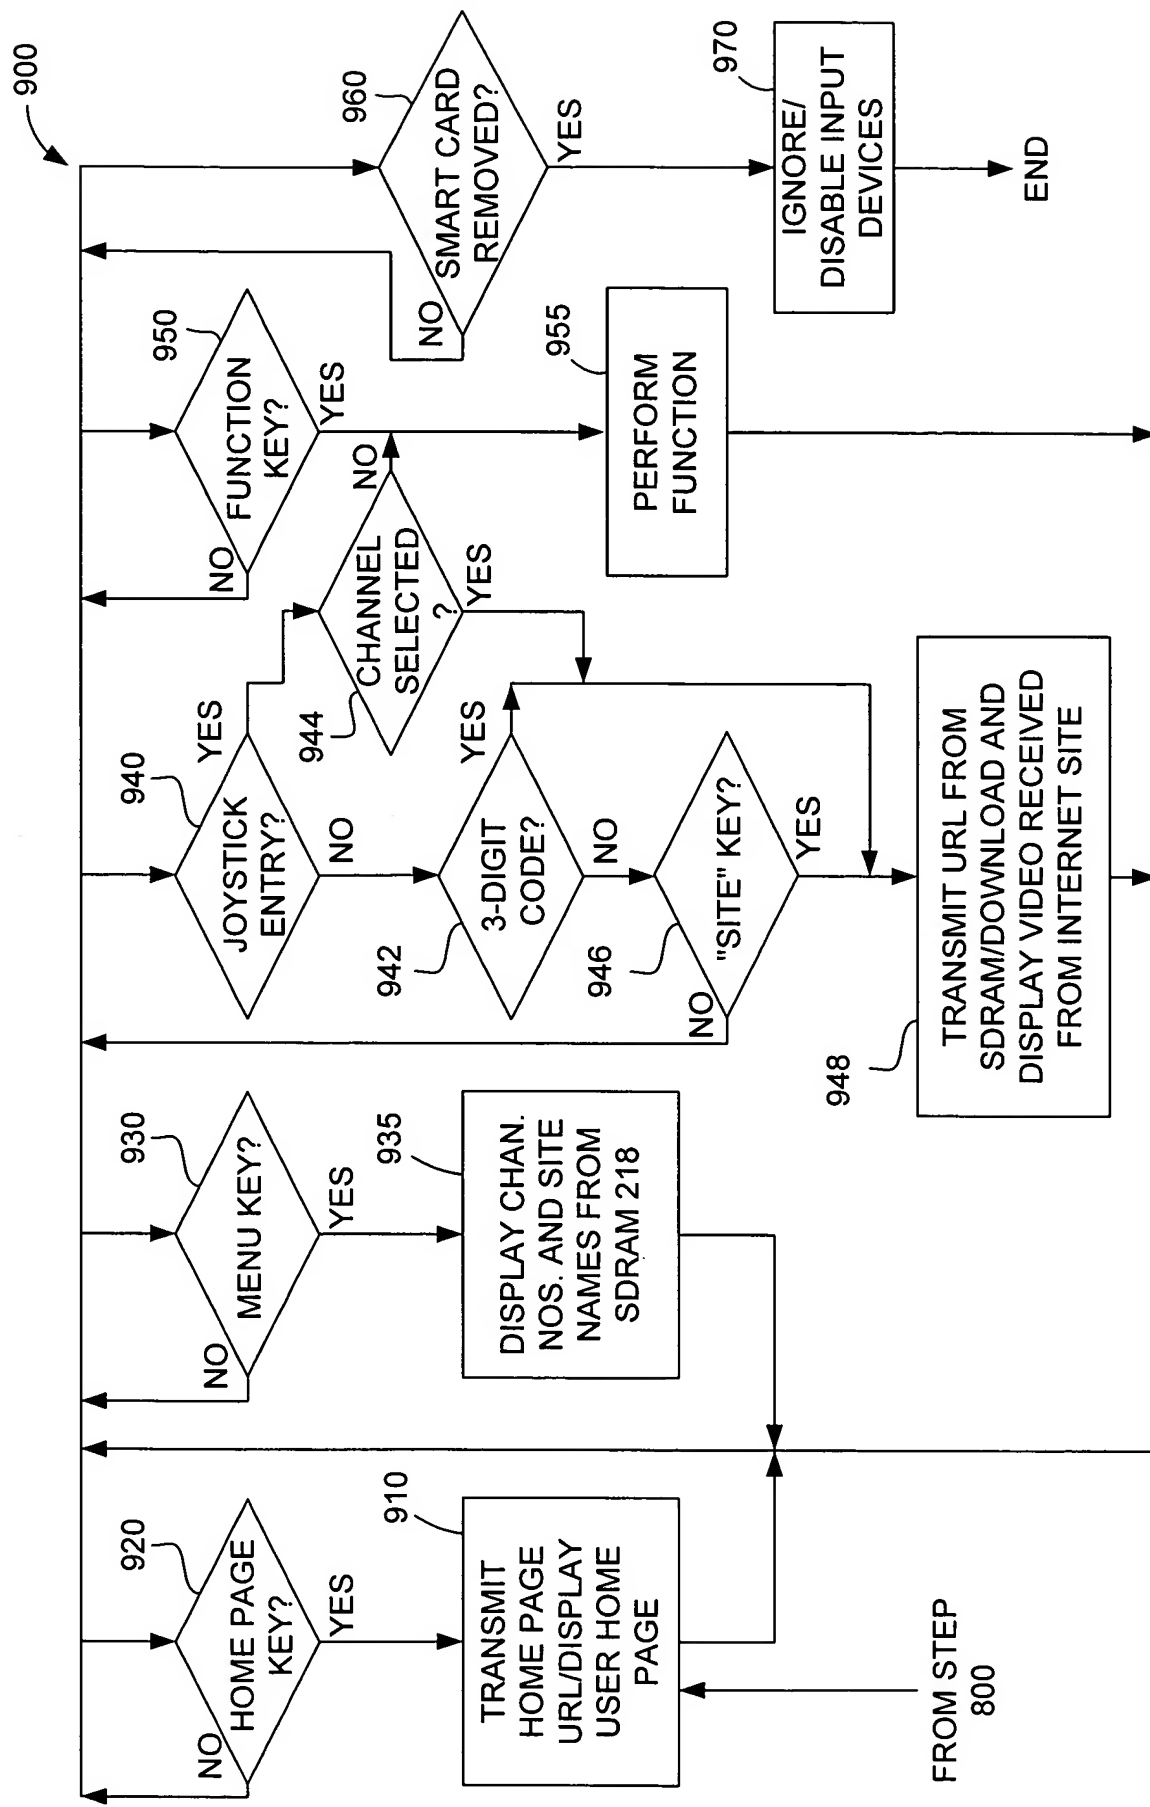 900
HOME PAGE
KEY?
920
NO
YES
TRANSMIT
HOME PAGE
URL/DISPLAY
USER HOME
PAGE
910
FROM STEP
800
MENU KEY?
930
NO
YES
DISPLAY CHAN.
NOS. AND SITE
NAMES FROM
SDRAM 218
935
JOYSTICK
ENTRY?
940
YES
NO
3-DIGIT
CODE?
942
YES
NO
CHANNEL
SELECTED
?
944
NO
YES
"SITE" KEY?
946
NO
YES
TRANSMIT URL FROM
SDRAM/DOWNLOAD AND
DISPLAY VIDEO RECEIVED
FROM INTERNET SITE
948
FUNCTION
KEY?
950
NO
YES
PERFORM
FUNCTION
955
SMART CARD
REMOVED?
960
NO
YES
IGNORE/
DISABLE INPUT
DEVICES
970
END